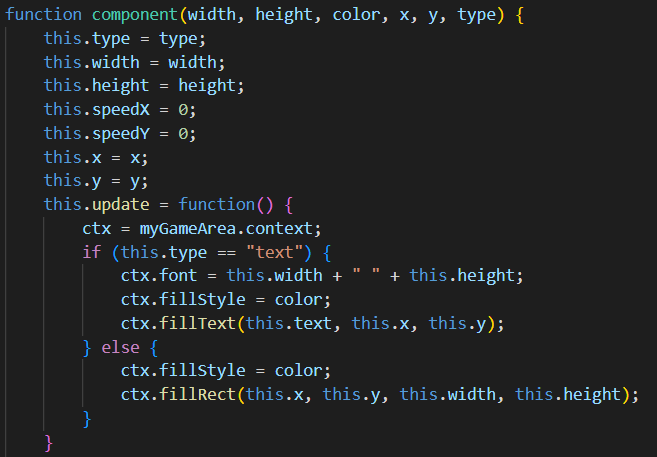 function component(width, height, color, x, y, type) {
this.type = type;
this.width = width;
this.height = height;
this.speedX = 0;
this.speedY = 0;
this.x = x;
this.y = y;
this.update = function() {
ctx = myGameArea.context;
if (this.type == "text") {
ctx.font = this.width + " " + this.height;
ctx.fillStyle = color;
ctx.fillText(this.text, this.x, this.y);
} else {
ctx.fillStyle = color;
ctx.fillRect(this.x, this.y, this.width, this.height);
}
}